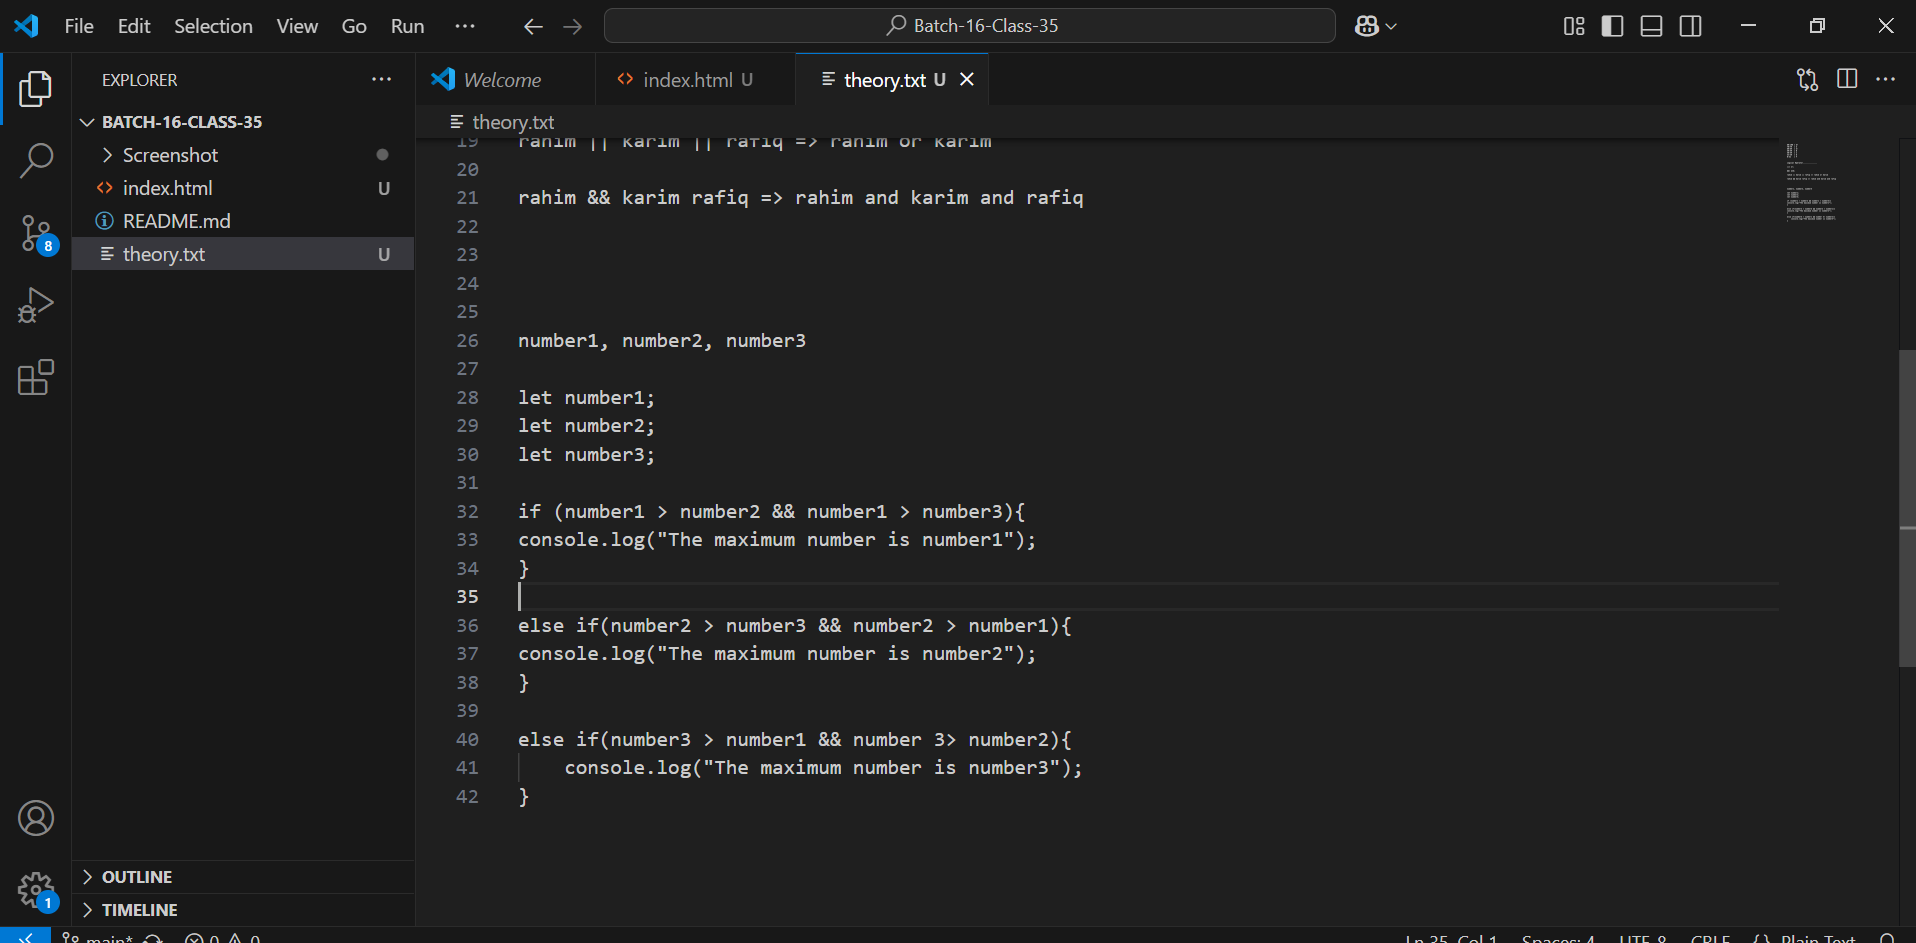 File Edit Selection View Go Run ...
Batch-16-Class-35
EXPLORER
BATCH-16-CLASS-35
Screenshot
index.html U
README.md
theory.txt U
OUTLINE
TIMELINE
8
1
Welcome
index.html U
theory.txt U
theory.txt
19 rahim || karim || rafiq => rahim or karim
20
21 rahim && karim rafiq => rahim and karim and rafiq
22
23
24
25
26 number1, number2, number3
27
28 let number1;
29 let number2;
30 let number3;
31
32 if (number1 > number2 && number1 > number3){
33 console.log("The maximum number is number1");
34 }
35
36 else if(number2 > number3 && number2 > number1){
37 console.log("The maximum number is number2");
38 }
39
40 else if(number3 > number1 && number 3> number2){
41     console.log("The maximum number is number3");
42 }
main* 0 0
Ln 35, Col 1 Spaces: 4 UTF-8 CRLF {} Plain Text